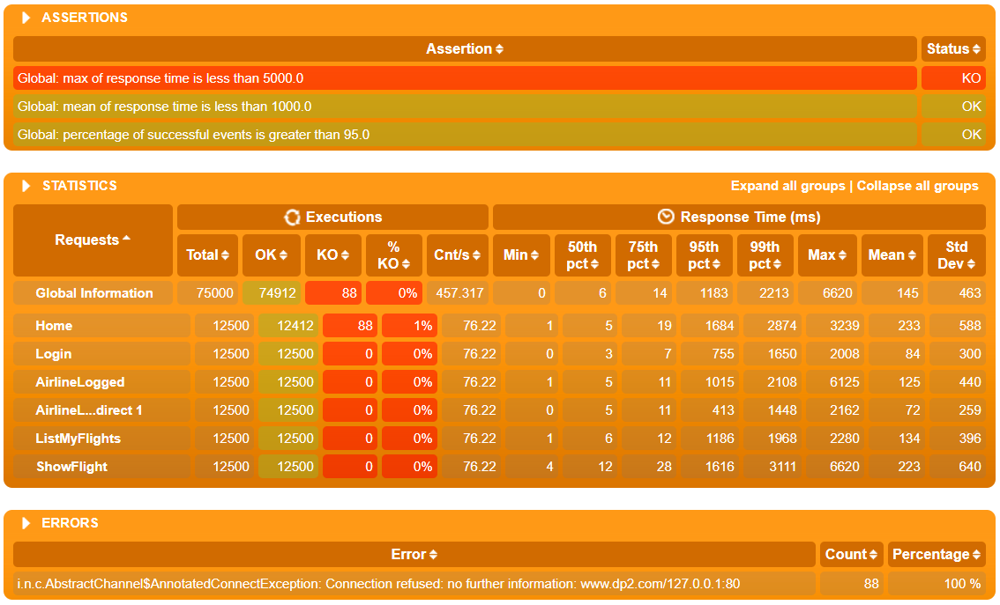 ASSERTIONS
Assertion Status
Global: max of response time is less than 5000.0 KO
Global: mean of response time is less than 1000.0 OK
Global: percentage of successful events is greater than 95.0 OK
STATISTICS Expand all groups | Collapse all groups
Requests Executions Response Time (ms)
Total OK KO % KO Cnt/s Min 50th pct 75th pct 95th pct 99th pct Max Mean Std Dev
Global Information 75000 74912 88 0% 457.317 0 6 14 1183 2213 6620 145 463
Home 12500 12412 88 1% 76.22 1 5 19 1684 2874 3239 233 588
Login 12500 12500 0 0% 76.22 0 3 7 755 1650 2008 84 300
AirlineLogged 12500 12500 0 0% 76.22 1 5 11 1015 2108 6125 125 440
AirlineL...direct 1 12500 12500 0 0% 76.22 0 5 11 413 1448 2162 72 259
ListMyFlights 12500 12500 0 0% 76.22 1 6 12 1186 1968 2280 134 396
ShowFlight 12500 12500 0 0% 76.22 4 12 28 1616 3111 6620 223 640
ERRORS
Error Count Percentage
i.n.c.AbstractChannel$AnnotatedConnectException: Connection refused: no further information: www.dp2.com/127.0.0.1:80 88 100 %